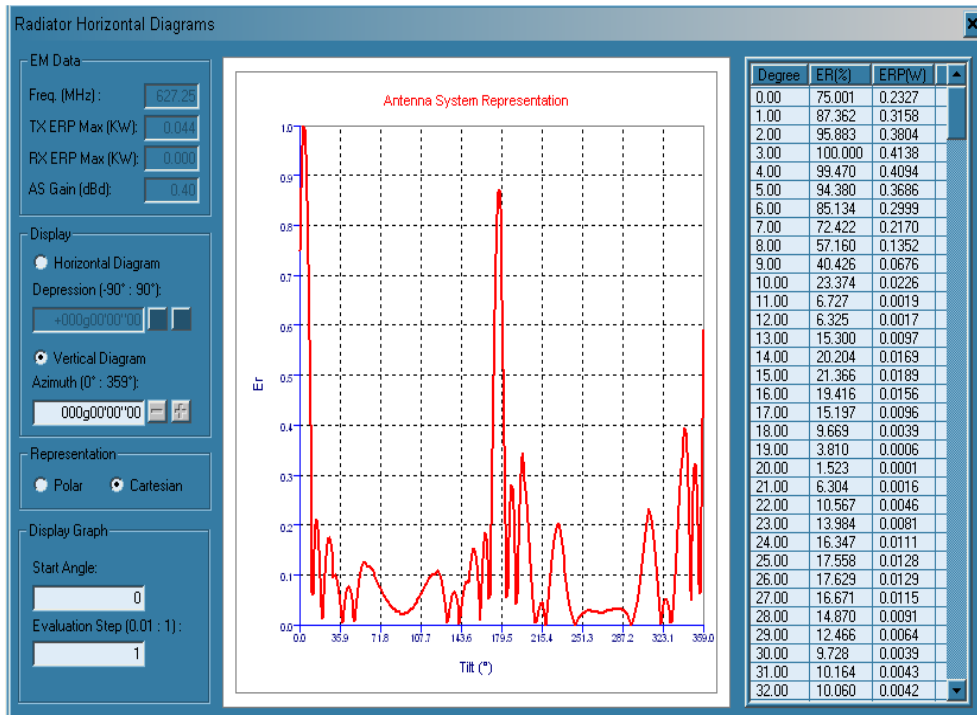 Radiator Horizontal Diagrams
EM Data
Freq. (MHz) : 627.25
TX ERP Max (KW): 0.044
RX ERP Max (KW): 0.000
AS Gain (dBd): 0.40
Display
Horizontal Diagram
Depression (-90° : 90°):
+000g00'00"00
Vertical Diagram
Azimuth (0° : 359°):
000g00'00"00
Representation
Polar Cartesian
Display Graph
Start Angle:
0
Evaluation Step (0.01 : 1) :
1
Antenna System Representation
1.0
0.9
0.8
0.7
0.6
0.5
Er
0.4
0.3
0.2
0.1
0.0
0.0 35.9 71.8 107.7 143.6 179.5 215.4 251.3 287.2 323.1 359.0
Tilt (°)
Degree ER(%) ERP(W)
0.00 75.001 0.2327
1.00 87.362 0.3158
2.00 95.883 0.3804
3.00 100.000 0.4138
4.00 99.470 0.4094
5.00 94.380 0.3686
6.00 85.134 0.2999
7.00 72.422 0.2170
8.00 57.160 0.1352
9.00 40.426 0.0676
10.00 23.374 0.0226
11.00 6.727 0.0019
12.00 6.325 0.0017
13.00 15.300 0.0097
14.00 20.204 0.0169
15.00 21.366 0.0189
16.00 19.416 0.0156
17.00 15.197 0.0096
18.00 9.669 0.0039
19.00 3.810 0.0006
20.00 1.523 0.0001
21.00 6.304 0.0016
22.00 10.567 0.0046
23.00 13.984 0.0081
24.00 16.347 0.0111
25.00 17.558 0.0128
26.00 17.629 0.0129
27.00 16.671 0.0115
28.00 14.870 0.0091
29.00 12.466 0.0064
30.00 9.728 0.0039
31.00 10.164 0.0043
32.00 10.060 0.0042